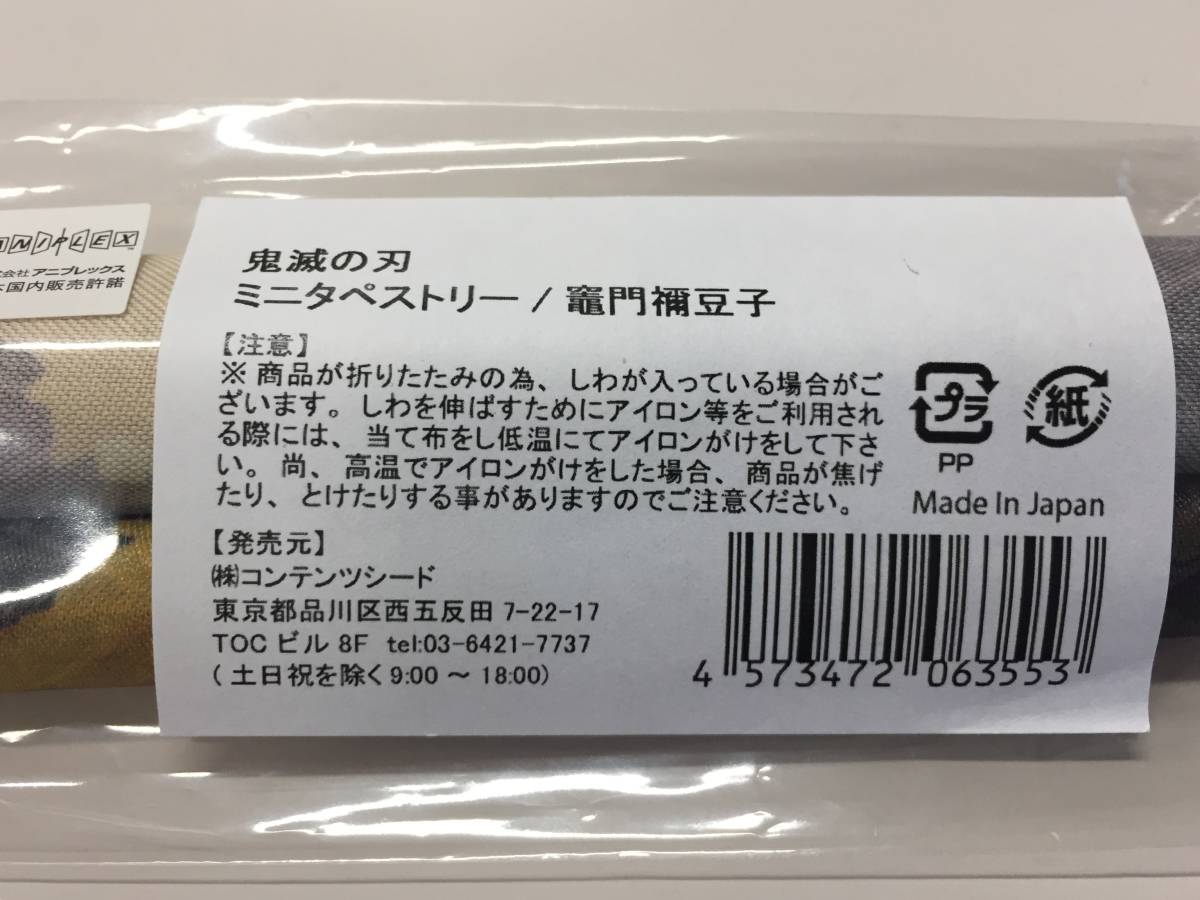 鬼滅の刃
ミニタペストリー / 竈門禰豆子
【注意】
※商品が折りたたみの為、しわが入っている場合がご
ざいます。しわを伸ばすためにアイロン等をご利用され
る際には、当て布をし低温にてアイロンがけをして下さ
い。尚、高温でアイロンがけをした場合、商品が焦げ
たり、とけたりする事がありますのでご注意ください。
【発売元】
㈱コンテンツシード
東京都品川区西五反田 7-22-17
TOC ビル 8F tel:03-6421-7737
(土日祝を除く 9:00 ～ 18:00)
プラ
PP
紙
Made In Japan
4 573472 063553
NIPLEX™
会社 アニプレックス
国内販売許諾